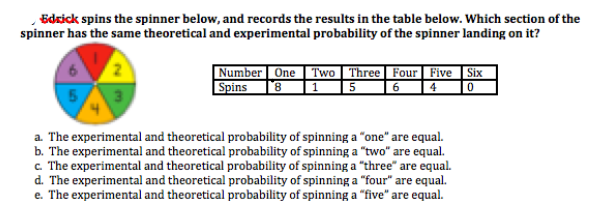 , Edrick spins the spinner below, and records the results in the table below. Which section of the
spinner has the same theoretical and experimental probability of the spinner landing on it?
1
6 2
5 3
4
Number One Two Three Four Five Six
Spins 8 1 5 6 4 0
a. The experimental and theoretical probability of spinning a "one" are equal.
b. The experimental and theoretical probability of spinning a "two" are equal.
c. The experimental and theoretical probability of spinning a "three" are equal.
d. The experimental and theoretical probability of spinning a "four" are equal.
e. The experimental and theoretical probability of spinning a "five" are equal.